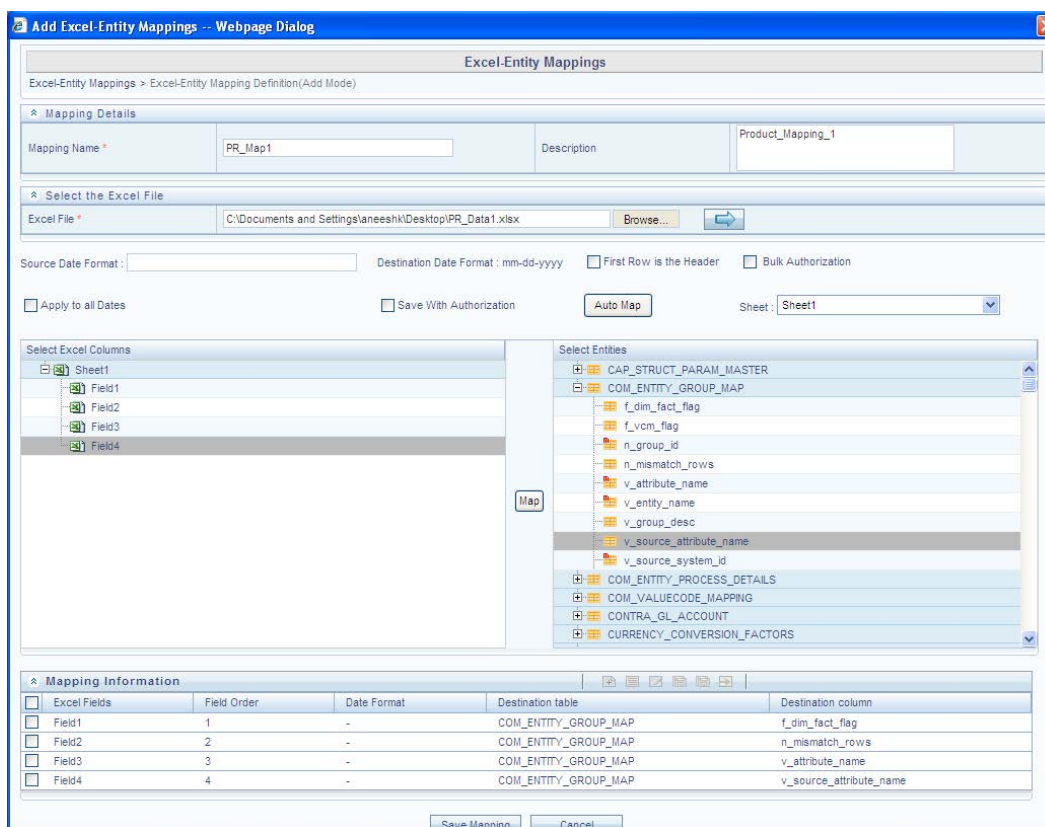 Add Excel-Entity Mappings -- Webpage Dialog
Excel-Entity Mappings
Excel-Entity Mappings > Excel-Entity Mapping Definition(Add Mode)
Mapping Details
Mapping Name * PR_Map1 Description Product_Mapping_1
Select the Excel File
Excel File * C:\Documents and Settings\aneeshk\Desktop\PR_Data1.xlsx Browse...
Source Date Format : Destination Date Format : mm-dd-yyyy First Row is the Header Bulk Authorization
Apply to all Dates Save With Authorization Auto Map Sheet : Sheet1
Select Excel Columns
Sheet1
Field1
Field2
Field3
Field4
Map
Select Entities
CAP_STRUCT_PARAM_MASTER
COM_ENTITY_GROUP_MAP
f_dim_fact_flag
f_vcm_flag
n_group_id
n_mismatch_rows
v_attribute_name
v_entity_name
v_group_desc
v_source_attribute_name
v_source_system_id
COM_ENTITY_PROCESS_DETAILS
COM_VALUECODE_MAPPING
CONTRA_GL_ACCOUNT
CURRENCY_CONVERSION_FACTORS
Mapping Information
Excel Fields Field Order Date Format Destination table Destination column
Field1 1 - COM_ENTITY_GROUP_MAP f_dim_fact_flag
Field2 2 - COM_ENTITY_GROUP_MAP n_mismatch_rows
Field3 3 - COM_ENTITY_GROUP_MAP v_attribute_name
Field4 4 - COM_ENTITY_GROUP_MAP v_source_attribute_name
Save Mapping Cancel